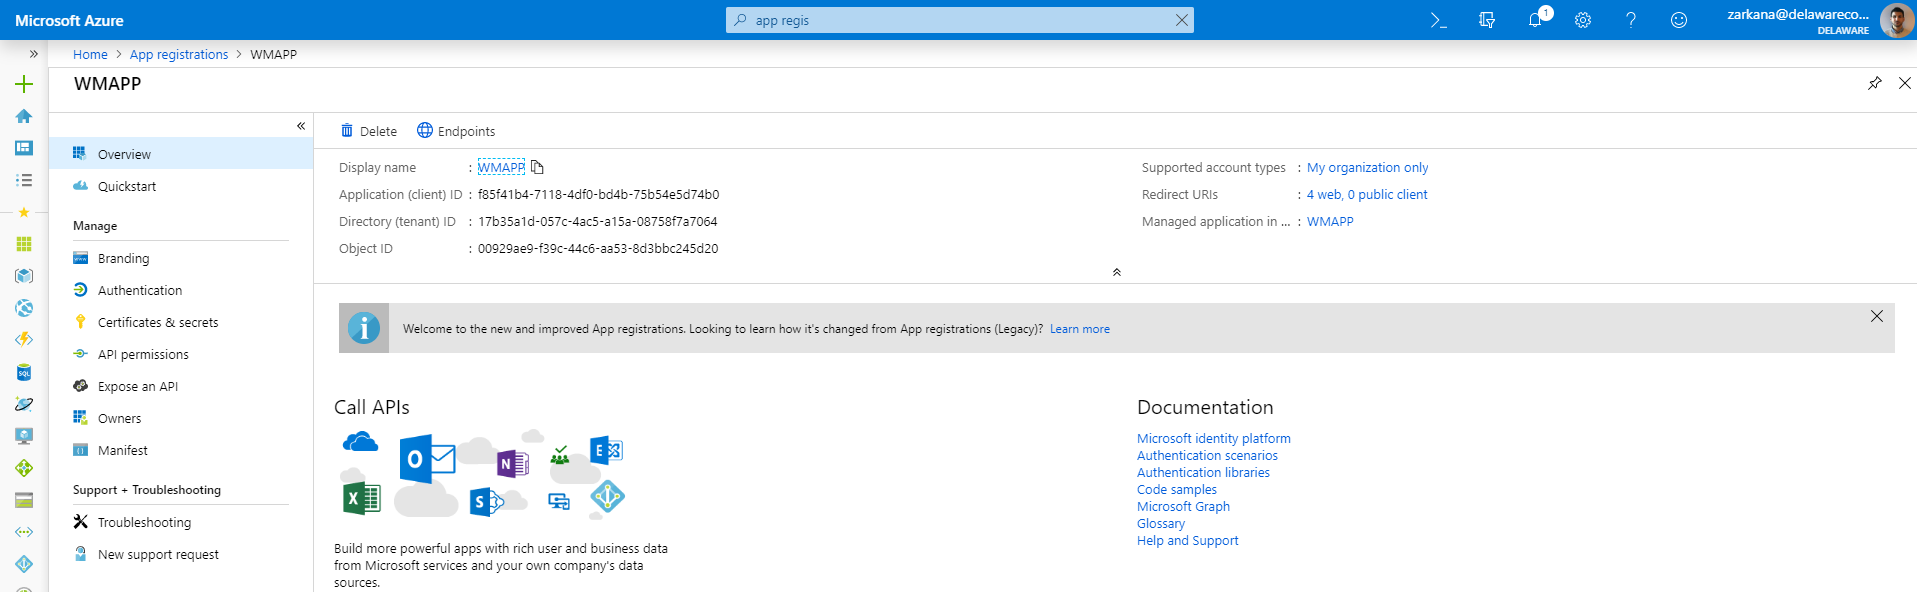 Microsoft Azure
app regis
1
zarkana@delawareco...
DELAWARE
Home > App registrations > WMAPP
WMAPP
Overview
Quickstart
Manage
Branding
Authentication
Certificates & secrets
API permissions
Expose an API
Owners
Manifest
Support + Troubleshooting
Troubleshooting
New support request
Delete Endpoints
Display name : WMAPP
Application (client) ID : f85f41b4-7118-4df0-bd4b-75b54e5d74b0
Directory (tenant) ID : 17b35a1d-057c-4ac5-a15a-08758f7a7064
Object ID : 00929ae9-f39c-44c6-aa53-8d3bbc245d20
Supported account types : My organization only
Redirect URIs : 4 web, 0 public client
Managed application in ... : WMAPP
Welcome to the new and improved App registrations. Looking to learn how it's changed from App registrations (Legacy)? Learn more
Call APIs
Build more powerful apps with rich user and business data
from Microsoft services and your own company's data
sources.
Documentation
Microsoft identity platform
Authentication scenarios
Authentication libraries
Code samples
Microsoft Graph
Glossary
Help and Support